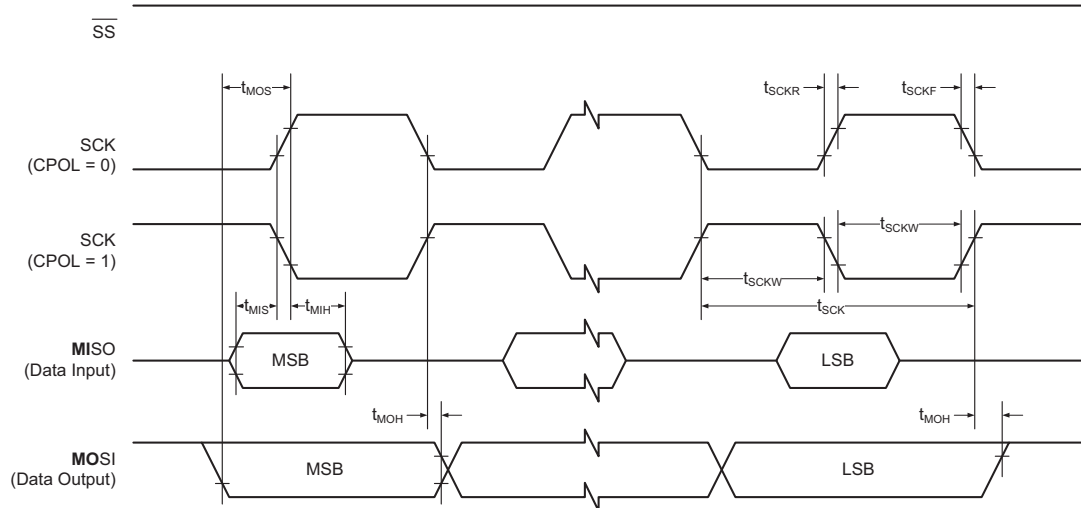 SS
tMOS
tSCKR
tSCKF
SCK
(CPOL = 0)
SCK
(CPOL = 1)
tSCKW
tSCKW
tSCK
tMIS
tMIH
MISO
(Data Input)
MSB
LSB
tMOH
tMOH
MOSI
(Data Output)
MSB
LSB